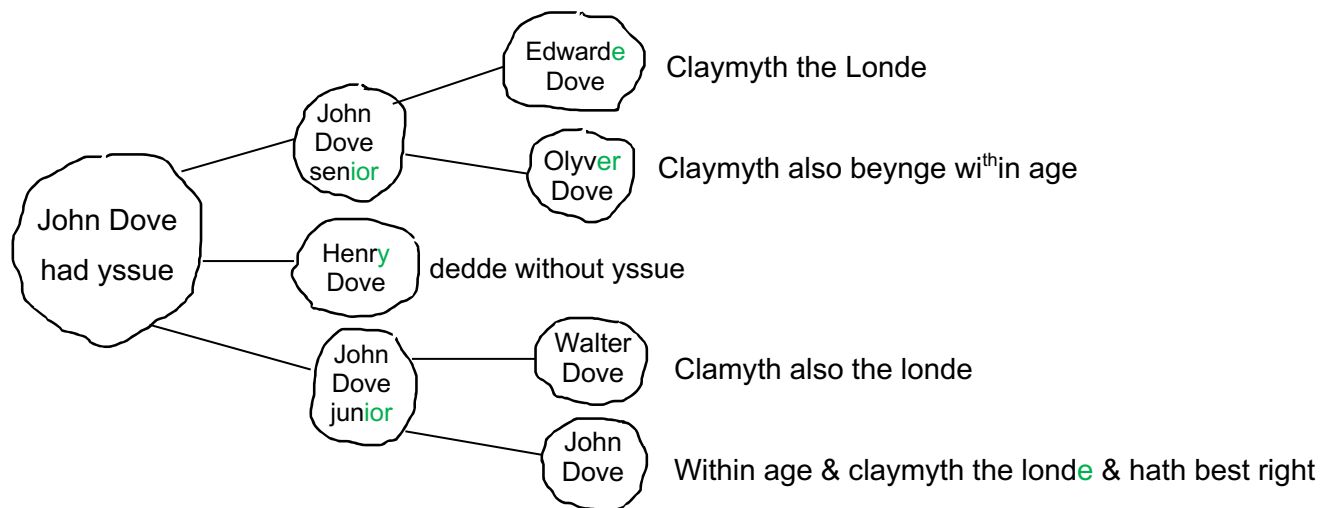 Edwarde
Dove
Claymyth the Londe
John
Dove
senior
Olyver
Dove
Claymyth also beynge within age
John Dove
had yssue
Henry
Dove
dedde without yssue
John
Dove
junior
Walter
Dove
Clamyth also the londe
John
Dove
Within age & claymyth the londe & hath best right